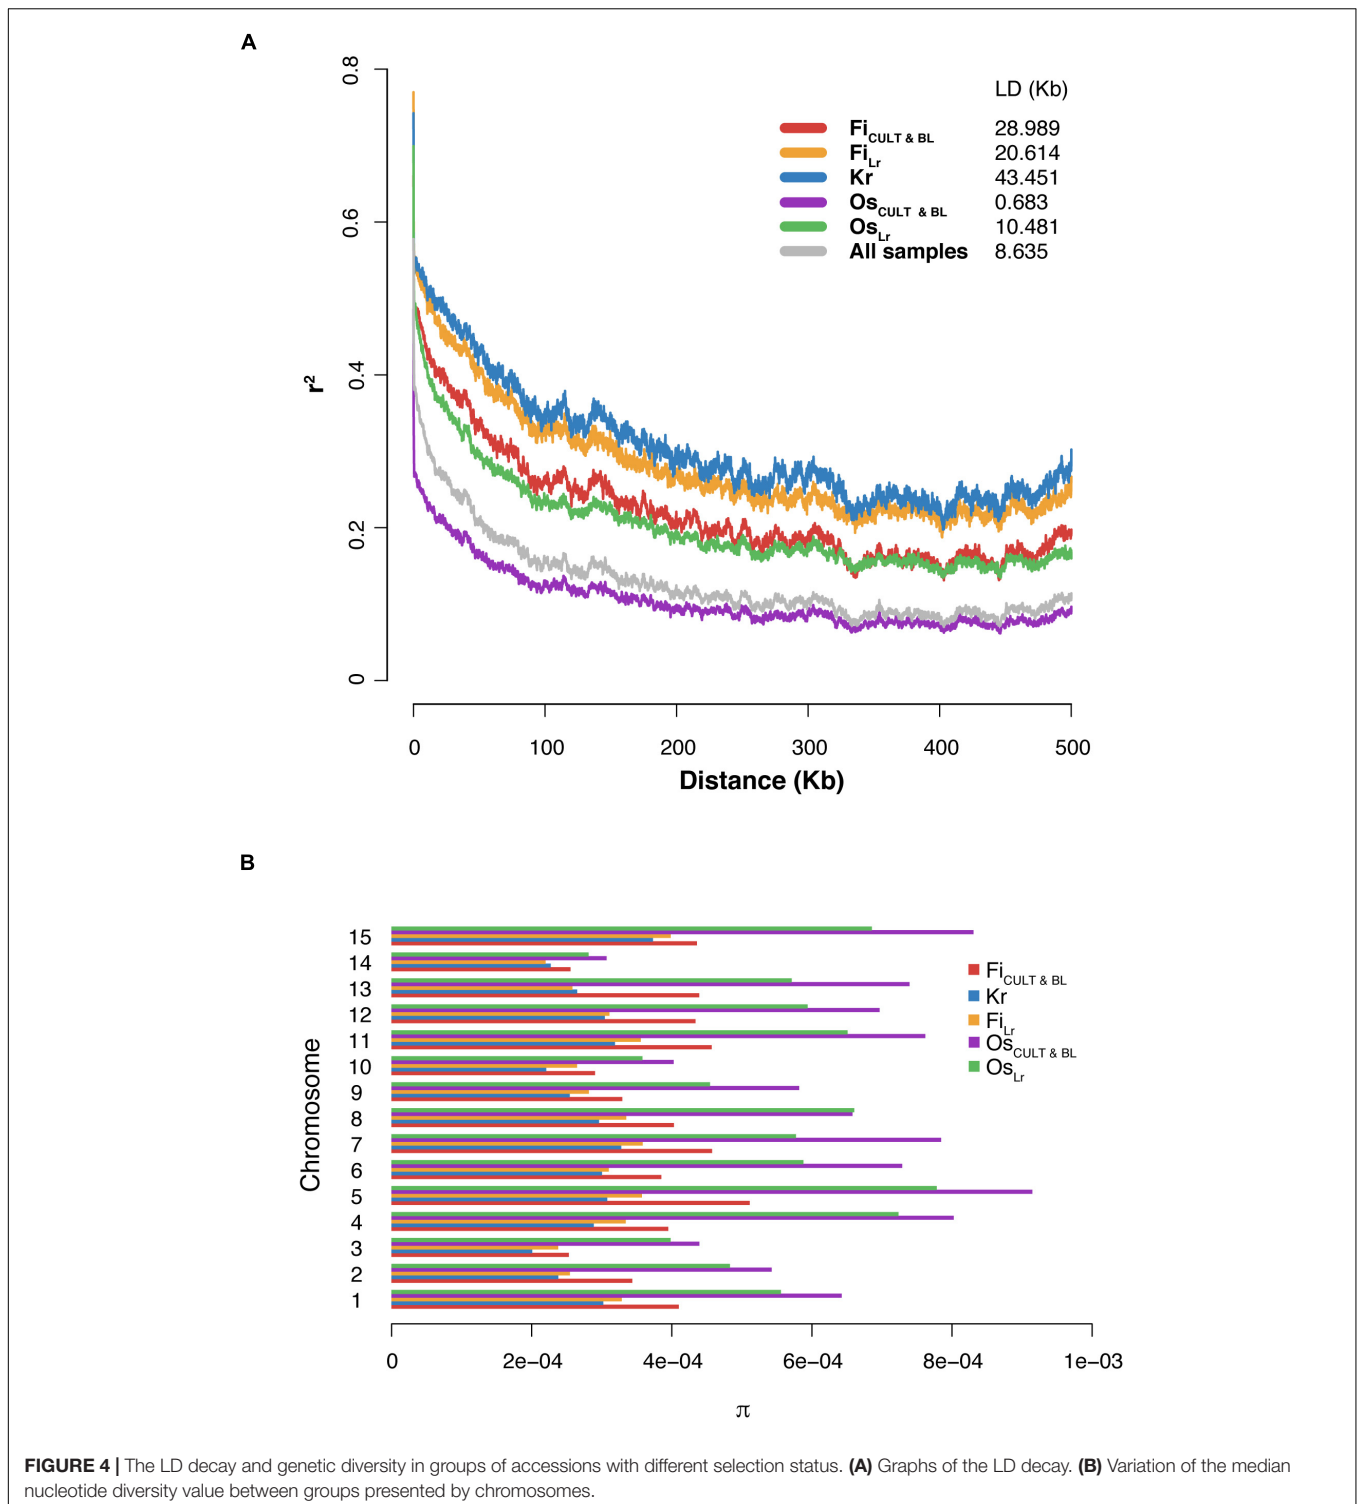 A
LD (Kb)
FiCULT & BL 28.989
FiLr 20.614
Kr 43.451
OsCULT & BL 0.683
OsLr 10.481
All samples 8.635
0.8
0.6
0.4
0.2
0
r²
0 100 200 300 400 500
Distance (Kb)
B
15
14
13
12
11
10
9
8
7
6
5
4
3
2
1
Chromosome
FiCULT & BL
Kr
FiLr
OsCULT & BL
OsLr
0 2e−04 4e−04 6e−04 8e−04 1e−03
π
FIGURE 4 | The LD decay and genetic diversity in groups of accessions with different selection status. (A) Graphs of the LD decay. (B) Variation of the median
nucleotide diversity value between groups presented by chromosomes.